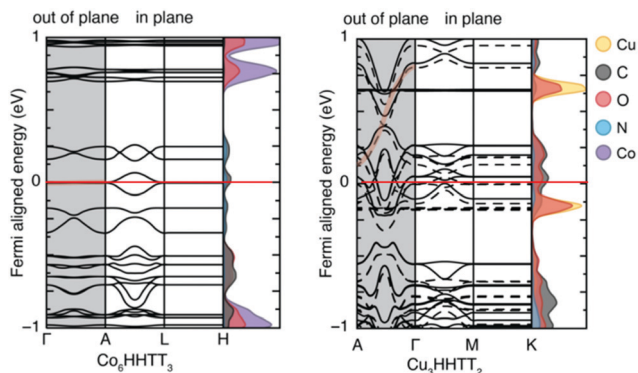 out of plane in plane
out of plane in plane
1
0
−1
Fermi aligned energy (eV)
Γ A L H
Co6HHTT3
1
0
−1
Fermi aligned energy (eV)
A Γ M K
Cu3HHTT2
Cu
C
O
N
Co